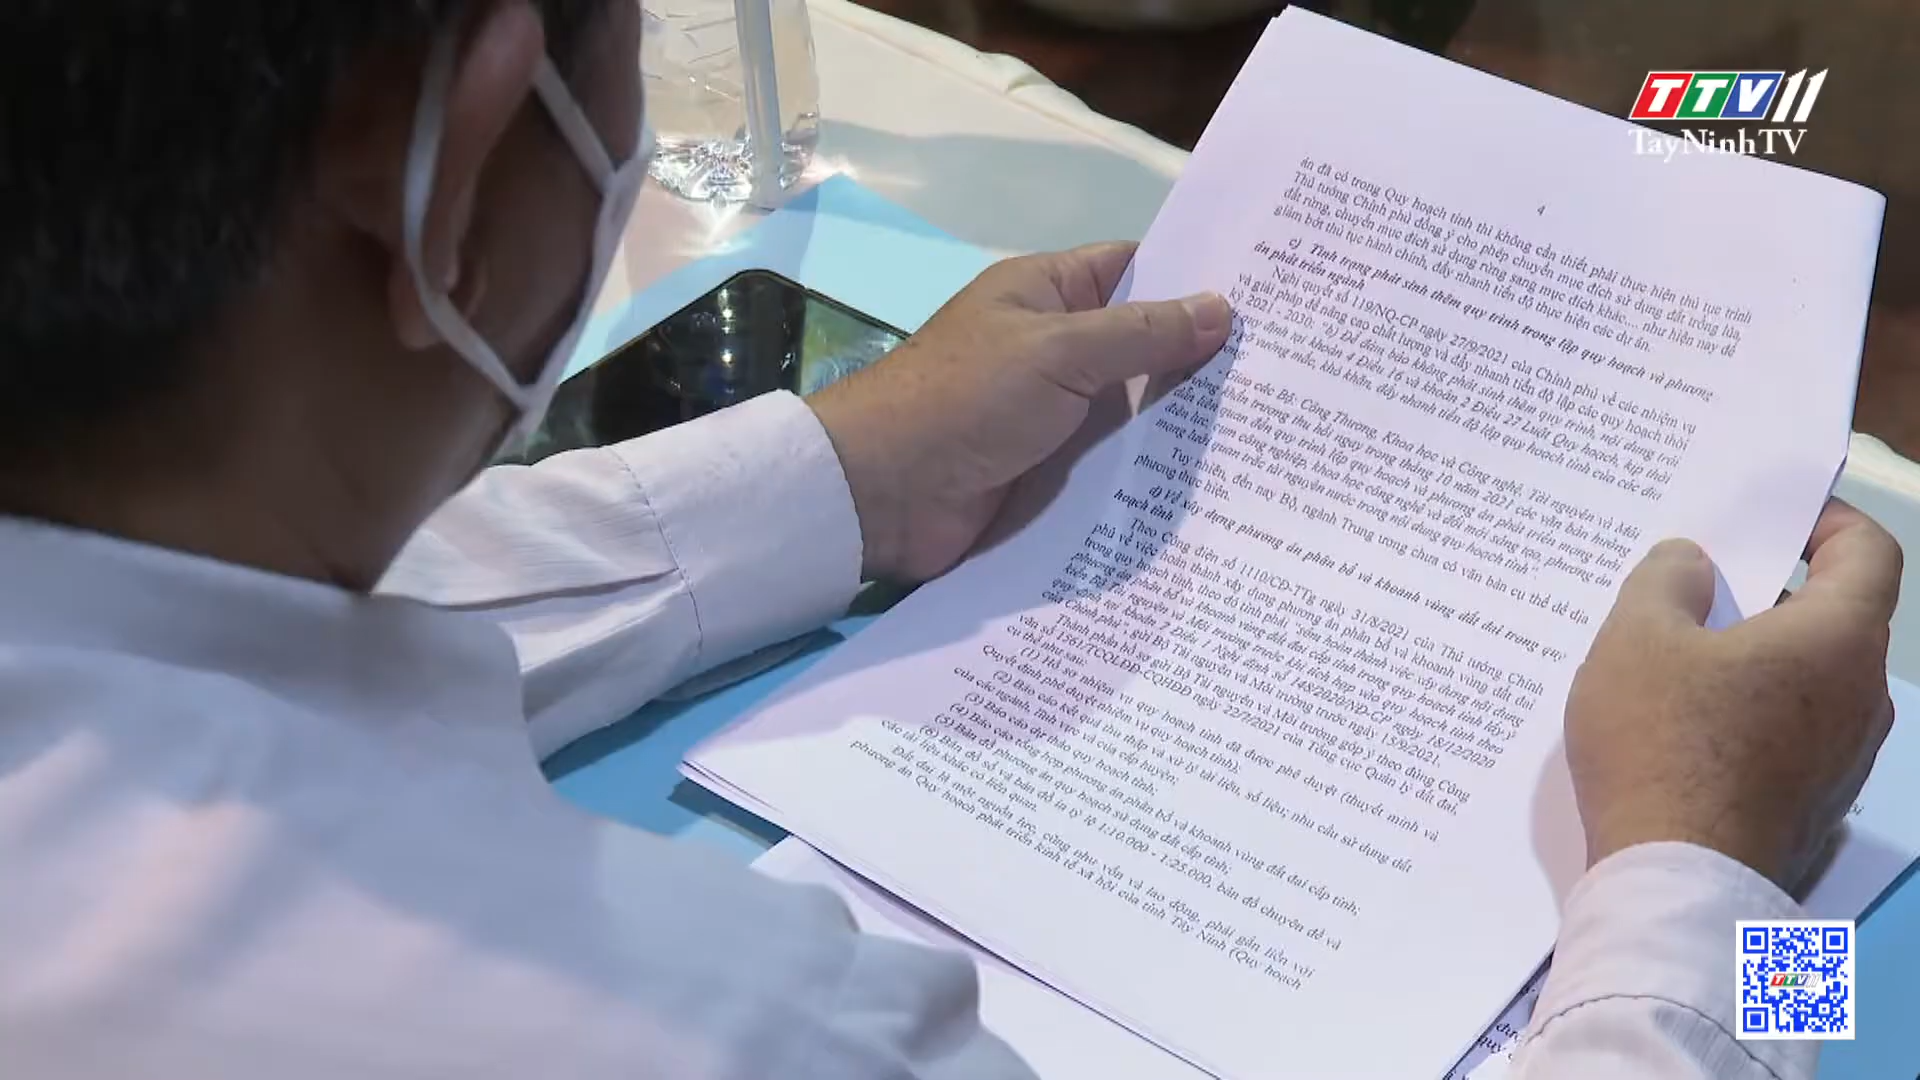 TTV11
TayNinhTV
4
án đã có trong Quy hoạch tỉnh thì không cần thiết phải thực hiện thủ tục trình
Thủ tướng Chính phủ đồng ý cho phép chuyển mục đích sử dụng đất trồng lúa,
đất rừng, chuyển mục đích sử dụng rừng sang mục đích khác,... như hiện nay để
giảm bớt thủ tục hành chính, đẩy nhanh tiến độ thực hiện các dự án.
c) Tình trạng phát sinh thêm quy trình trong lập quy hoạch và phương
án phát triển ngành
Nghị quyết số 119/NQ-CP ngày 27/9/2021 của Chính phủ về các nhiệm vụ
và giải pháp để nâng cao chất lượng và đẩy nhanh tiến độ lập các quy hoạch thời
kỳ 2021 - 2030: "b) Để đảm bảo không phát sinh thêm quy trình, nội dung trái
quy định tại khoản 4 Điều 16 và khoản 2 Điều 27 Luật Quy hoạch, kịp thời
gỡ vướng mắc, khó khăn, đẩy nhanh tiến độ lập quy hoạch tỉnh của các địa
phương:
- Giao các Bộ: Công Thương, Khoa học và Công nghệ, Tài nguyên và Môi
trường khẩn trương thu hồi ngay trong tháng 10 năm 2021 các văn bản hướng
dẫn liên quan đến quy trình lập quy hoạch và phương án phát triển mạng lưới
điện lực, cụm công nghiệp, khoa học công nghệ và đổi mới sáng tạo, phương án
mạng lưới quan trắc tài nguyên nước trong nội dung quy hoạch tỉnh".
Tuy nhiên, đến nay Bộ, ngành Trung ương chưa có văn bản cụ thể để địa
phương thực hiện.
d) Về xây dựng phương án phân bổ và khoanh vùng đất đai trong quy
hoạch tỉnh
Theo Công điện số 1110/CĐ-TTg ngày 31/8/2021 của Thủ tướng Chính
phủ về việc hoàn thành xây dựng phương án phân bổ và khoanh vùng đất đai
trong quy hoạch tỉnh, theo đó tỉnh phải "sớm hoàn thành việc xây dựng nội dung
phương án phân bổ và khoanh vùng đất đai cấp tỉnh trong quy hoạch tỉnh lấy ý
kiến Bộ Tài nguyên và Môi trường trước khi tích hợp vào quy hoạch tỉnh theo
quy định tại khoản 7 Điều 1 Nghị định số 148/2020/NĐ-CP ngày 18/12/2020
của Chính phủ", gửi Bộ Tài nguyên và Môi trường trước ngày 15/9/2021.
Thành phần hồ sơ gửi Bộ Tài nguyên và Môi trường góp ý theo đúng Công
văn số 1561/TCQLĐĐ-CQHĐĐ ngày 22/7/2021 của Tổng cục Quản lý đất đai,
cụ thể như sau:
(1) Hồ sơ nhiệm vụ quy hoạch tỉnh đã được phê duyệt (thuyết minh và
Quyết định phê duyệt nhiệm vụ quy hoạch tỉnh);
(2) Báo cáo kết quả thu thập và xử lý tài liệu, số liệu; nhu cầu sử dụng đất
của các ngành, lĩnh vực và của cấp huyện;
(3) Báo cáo dự thảo quy hoạch tỉnh;
(4) Báo cáo tổng hợp phương án phân bổ và khoanh vùng đất đai cấp tỉnh;
(5) Bản đồ phương án quy hoạch sử dụng đất cấp tỉnh;
(6) Bản đồ số và bản đồ in tỷ lệ 1:10.000 - 1:25.000, bản đồ chuyên đề và
các tài liệu khác có liên quan.
Đất đai là một nguồn lực, cũng như vốn và lao động, phải gắn liền với
phương án Quy hoạch phát triển kinh tế xã hội của tỉnh Tây Ninh (Quy hoạch
TTV11